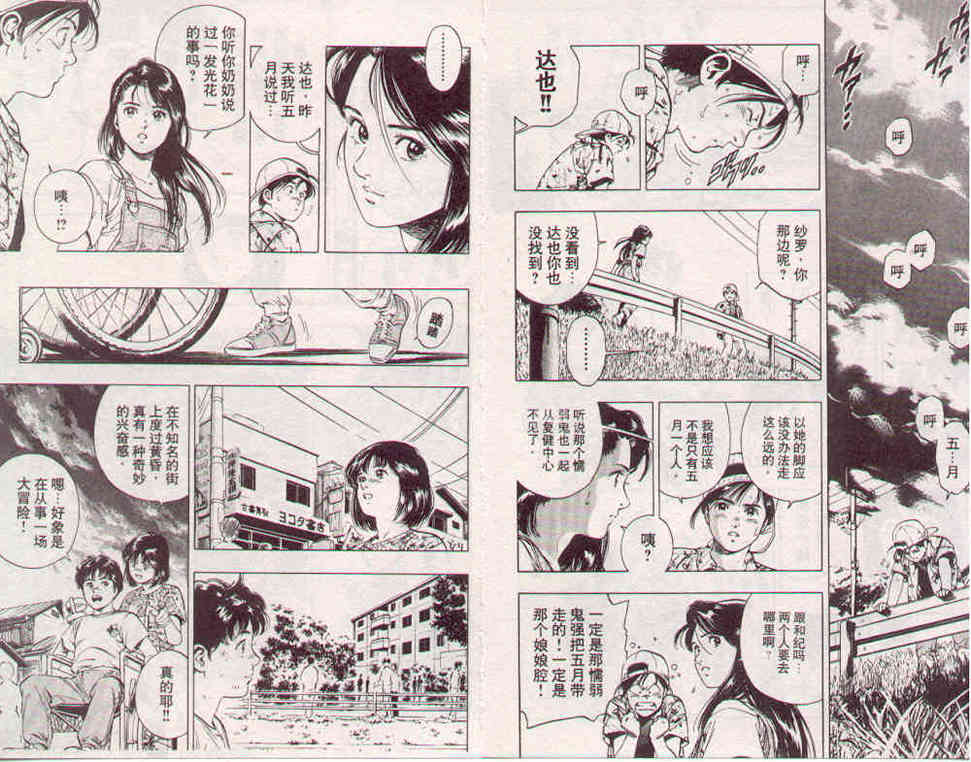 呼
呼
呼
呼
呼
五…月
呼…
呼
达也!!
纱罗，你
那边呢?
没看到…
达也你也
没找到?
………
以她的脚应
该没办法走
这么远的。
我想应该
不是只有五
月一个人。
听说那个懦
弱鬼也一起
从复健中心
不见了。
咦?
跟和纪吗…
两个人要去
哪里啊?
一定是那懦弱
鬼强把五月带
走的!一定是
那个娘娘腔!
………
达也，昨
天我听五
月说过…
你听你奶奶说
过一发光花一
的事吗?
咦…!?
ヨコタ書店
在不知名的街
上度过黄昏，
真有一种奇妙
的兴奋感。
嗯…好象是
在从事一场
大冒险!
真的耶!!